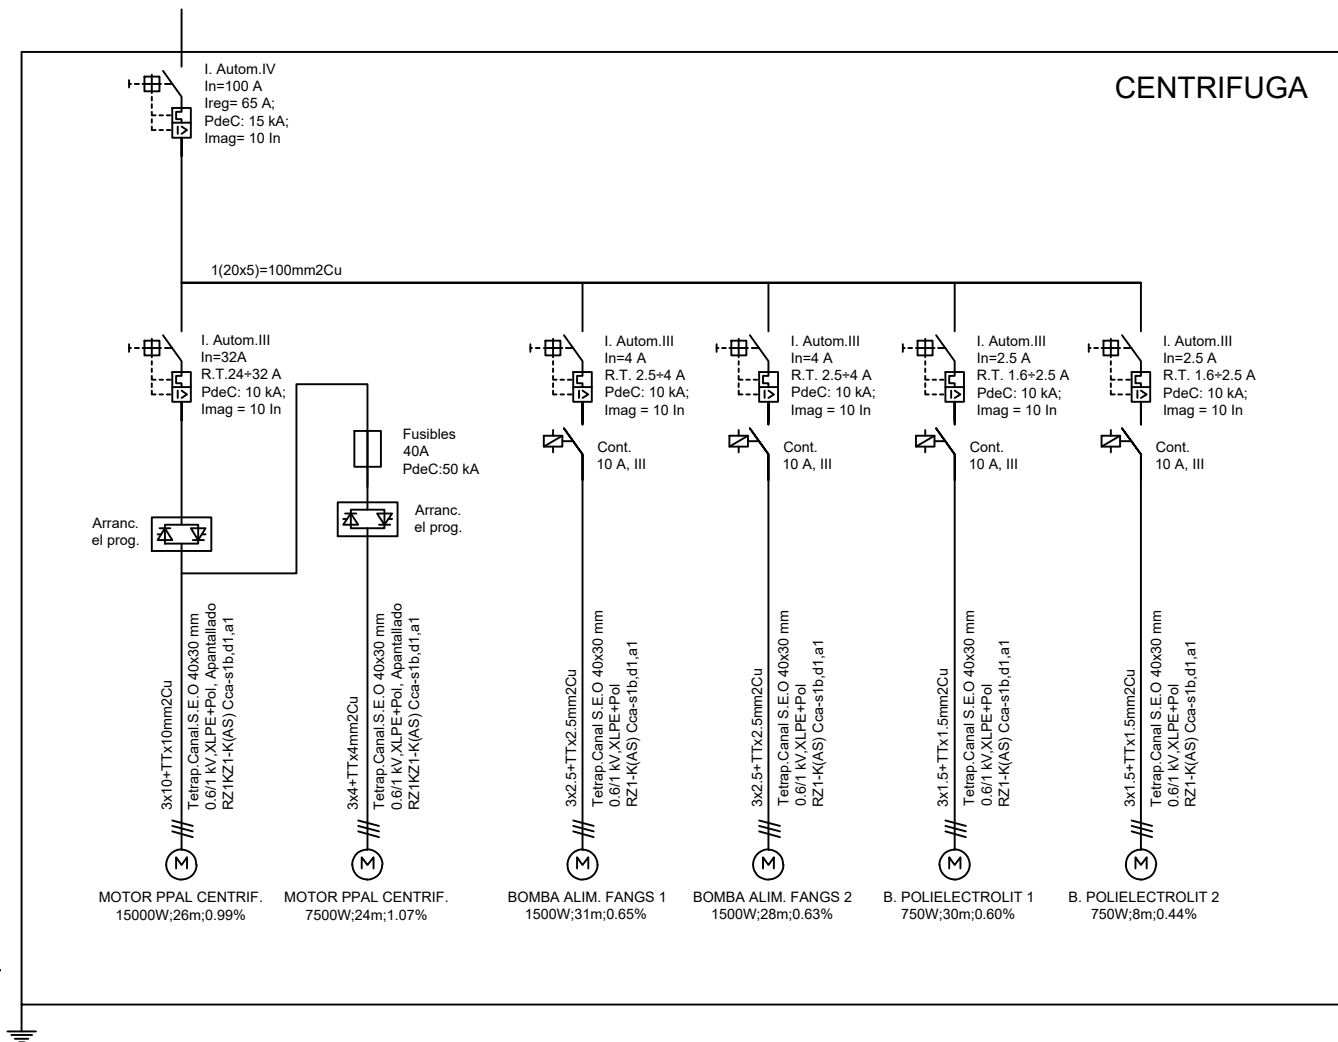 CENTRIFUGA
I. Autom.IV
In=100 A
Ireg= 65 A;
PdeC: 15 kA;
Imag= 10 In
1(20x5)=100mm2Cu
I. Autom.III
In=32A
R.T.24÷32 A
PdeC: 10 kA;
Imag = 10 In
I. Autom.III
In=4 A
R.T. 2.5÷4 A
PdeC: 10 kA;
Imag = 10 In
I. Autom.III
In=4 A
R.T. 2.5÷4 A
PdeC: 10 kA;
Imag = 10 In
I. Autom.III
In=2.5 A
R.T. 1.6÷2.5 A
PdeC: 10 kA;
Imag = 10 In
I. Autom.III
In=2.5 A
R.T. 1.6÷2.5 A
PdeC: 10 kA;
Imag = 10 In
Fusibles
40A
PdeC:50 kA
Cont.
10 A, III
Cont.
10 A, III
Cont.
10 A, III
Cont.
10 A, III
Arranc.
el prog.
Arranc.
el prog.
3x10+TTx10mm2Cu
Tetrap.Canal.S.E.O 40x30 mm
0.6/1 kV,XLPE+Pol, Apantallado
RZ1KZ1-K(AS) Cca-s1b,d1,a1
3x4+TTx4mm2Cu
Tetrap.Canal.S.E.O 40x30 mm
0.6/1 kV,XLPE+Pol, Apantallado
RZ1KZ1-K(AS) Cca-s1b,d1,a1
3x2.5+TTx2.5mm2Cu
Tetrap.Canal S.E.O 40x30 mm
0.6/1 kV,XLPE+Pol
RZ1-K(AS) Cca-s1b,d1,a1
3x2.5+TTx2.5mm2Cu
Tetrap.Canal S.E.O 40x30 mm
0.6/1 kV,XLPE+Pol
RZ1-K(AS) Cca-s1b,d1,a1
3x1.5+TTx1.5mm2Cu
Tetrap.Canal S.E.O 40x30 mm
0.6/1 kV,XLPE+Pol
RZ1-K(AS) Cca-s1b,d1,a1
3x1.5+TTx1.5mm2Cu
Tetrap.Canal S.E.O 40x30 mm
0.6/1 kV,XLPE+Pol
RZ1-K(AS) Cca-s1b,d1,a1
M
M
M
M
M
M
MOTOR PPAL CENTRIF.
15000W;26m;0.99%
MOTOR PPAL CENTRIF.
7500W;24m;1.07%
BOMBA ALIM. FANGS 1
1500W;31m;0.65%
BOMBA ALIM. FANGS 2
1500W;28m;0.63%
B. POLIELECTROLIT 1
750W;30m;0.60%
B. POLIELECTROLIT 2
750W;8m;0.44%